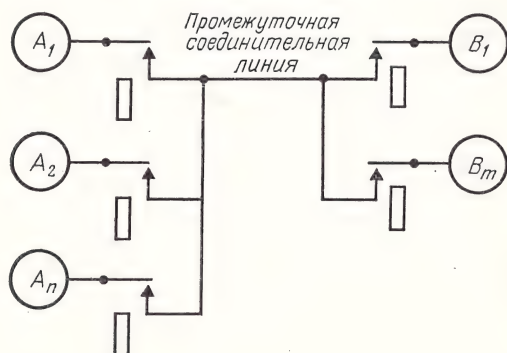 A₁
Промежуточная
соединительная
линия
B₁
A₂
Bₘ
Aₙ